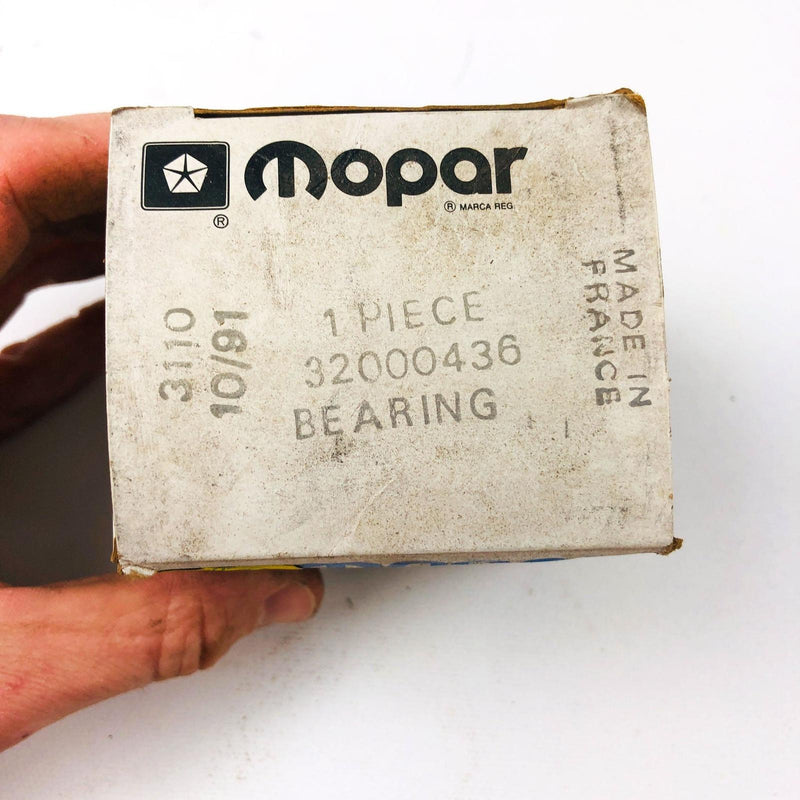 mopar
®
® MARCA REG.
1 PIECE
32000436
BEARING
3110
10/91
MADE IN
FRANCE